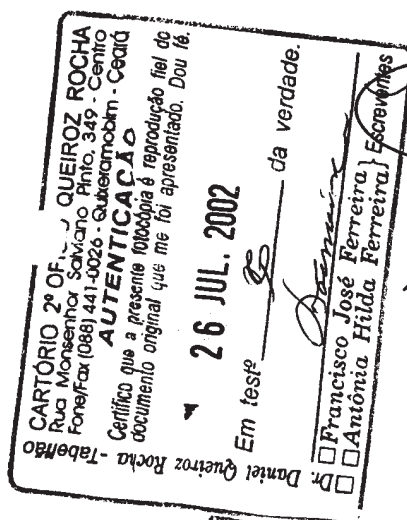 CARTÓRIO 2º OF QUEIROZ ROCHA
Rua Monsenhor Salviano Pinto, 349 - Centro
Fone/Fax (088) 441-0026 - Quixeramobim - Ceará
AUTENTICAÇÃO
Certifico que a presente fotocópia é reprodução fiel do
documento original que me foi apresentado. Dou fé.
26 JUL. 2002
Em testº da verdade.
Dr. Daniel Queiroz Rocha - Tabelião
Francisco José Ferreira
Antônia Hilda Ferreira
} Escreventes